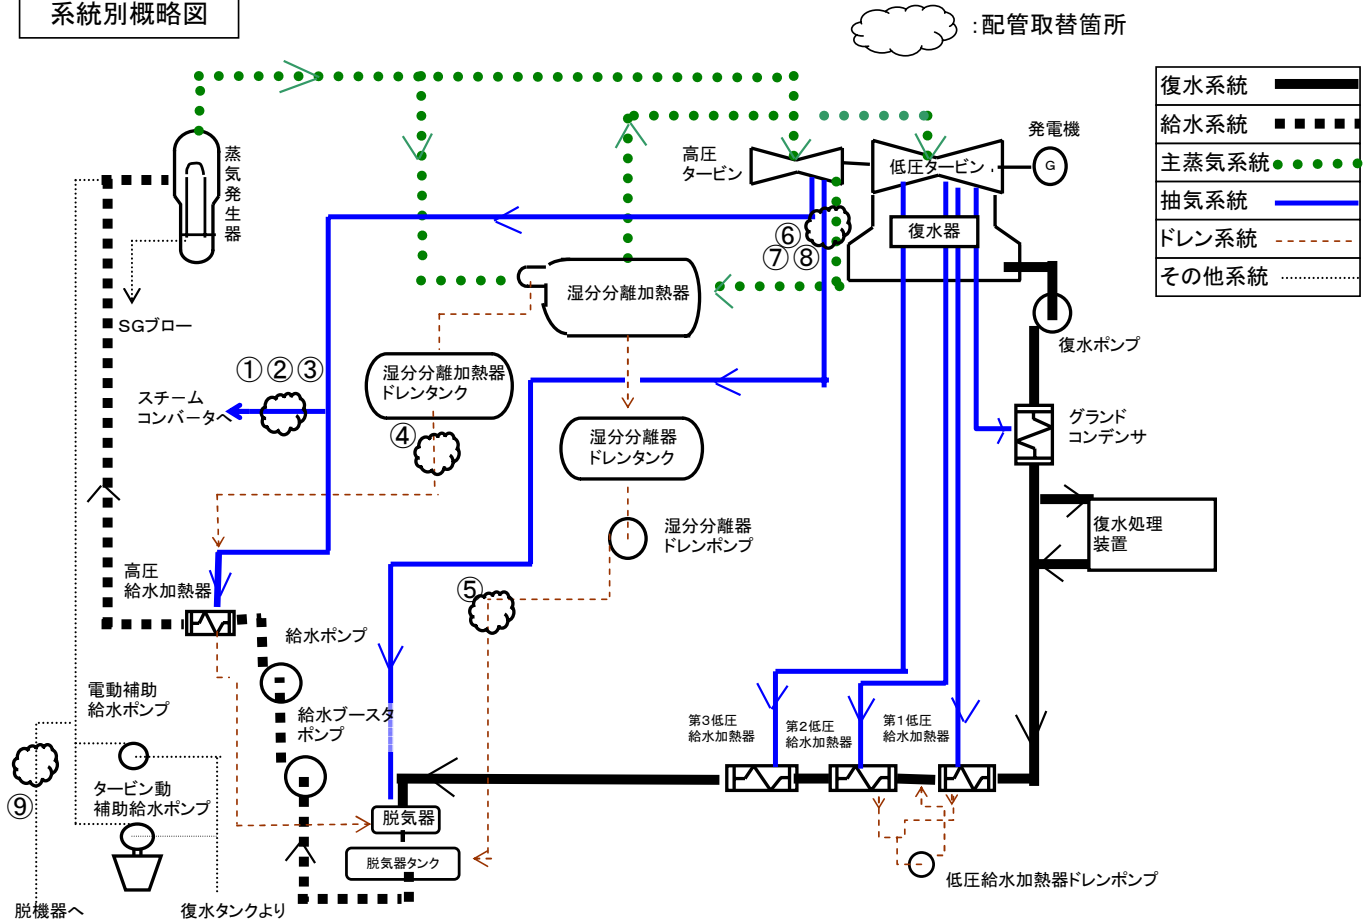 系統別概略図
:配管取替箇所
復水系統
給水系統
主蒸気系統
抽気系統
ドレン系統
その他系統
発電機
G
高圧
タービン
低圧タービン
蒸
気
発
生
器
復水器
⑥
⑦ ⑧
湿分分離加熱器
SGブロー
復水ポンプ
① ② ③
スチーム
コンバータへ
湿分分離加熱器
ドレンタンク
④
湿分分離器
ドレンタンク
グランド
コンデンサ
湿分分離器
ドレンポンプ
復水処理
装置
高圧
給水加熱器
⑤
給水ポンプ
電動補助
給水ポンプ
給水ブースタ
ポンプ
第3低圧
給水加熱器
第2低圧
給水加熱器
第1低圧
給水加熱器
⑨
タービン動
補助給水ポンプ
脱気器
脱気器タンク
低圧給水加熱器ドレンポンプ
脱機器へ
復水タンクより